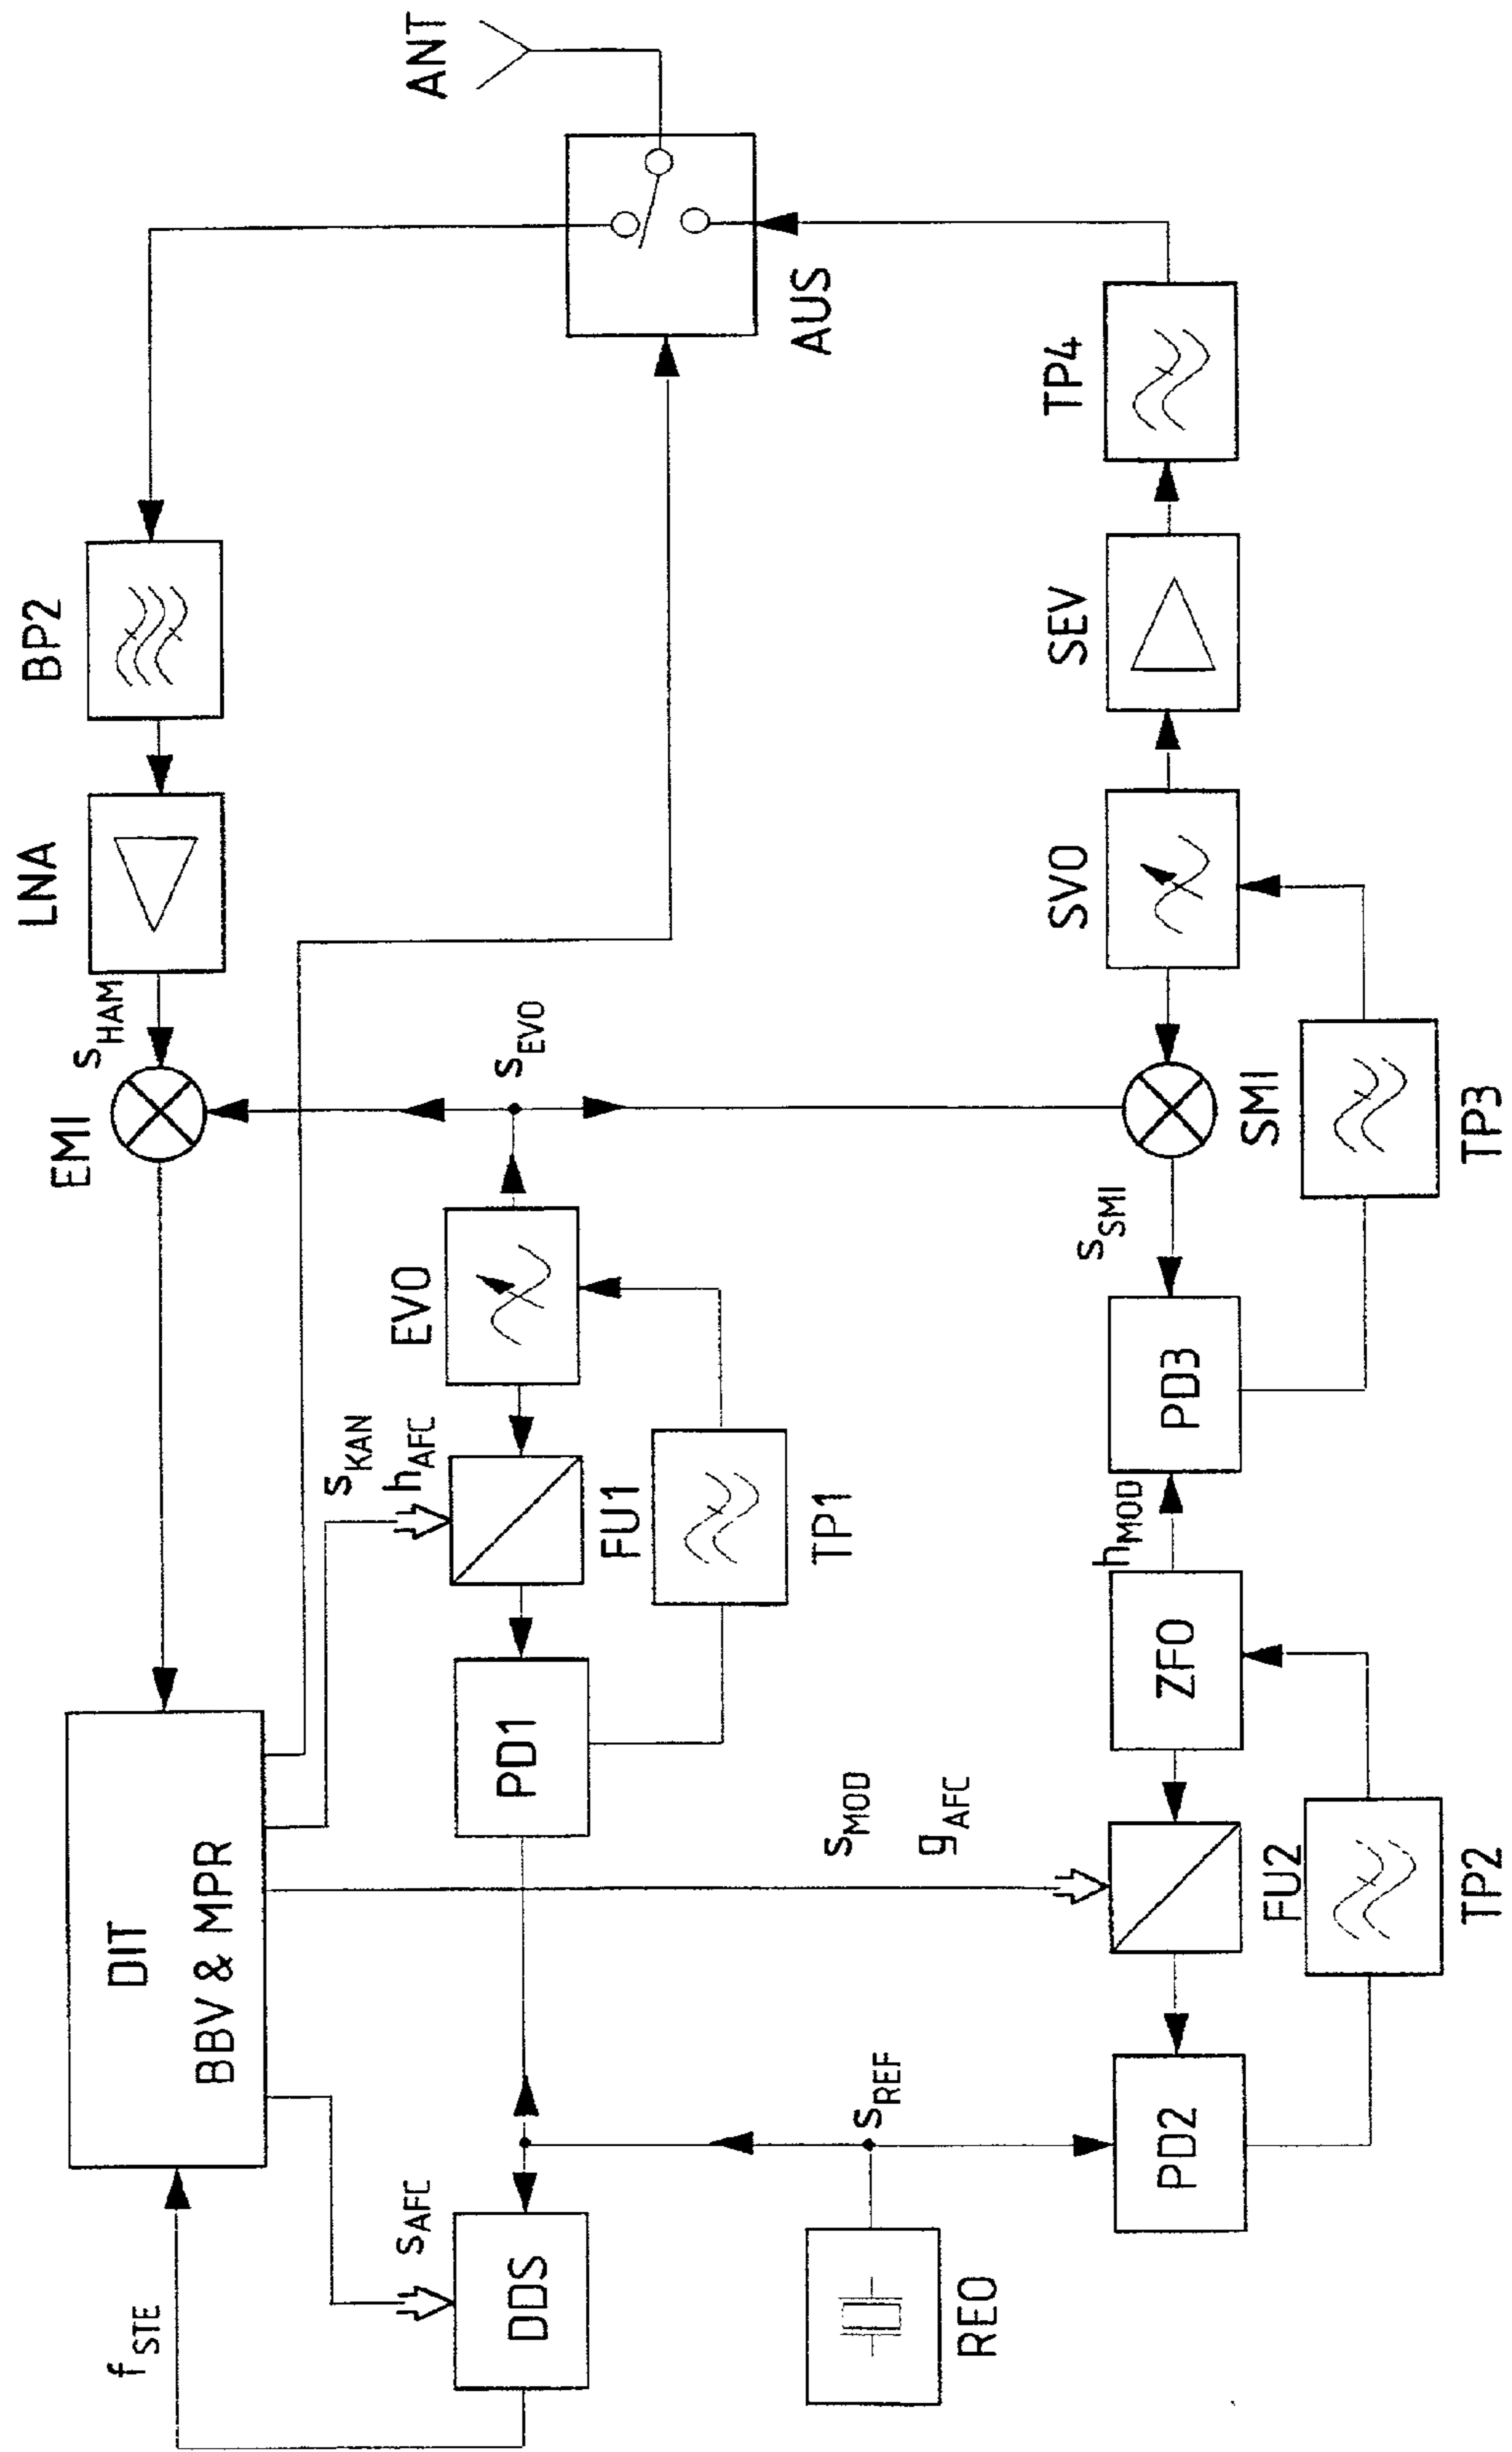 ANT
AUS
BP2
LNA
sHAM
EMI
sEVO
EVO
sKAN
hAFC
FU1
TP1
PD1
DIT
BBV & MPR
fSTE
sAFC
DDS
REO
sREF
sMOD
gAFC
PD2
FU2
TP2
ZFO
hMOD
PD3
sSMI
SMI
TP3
SVO
SEV
TP4